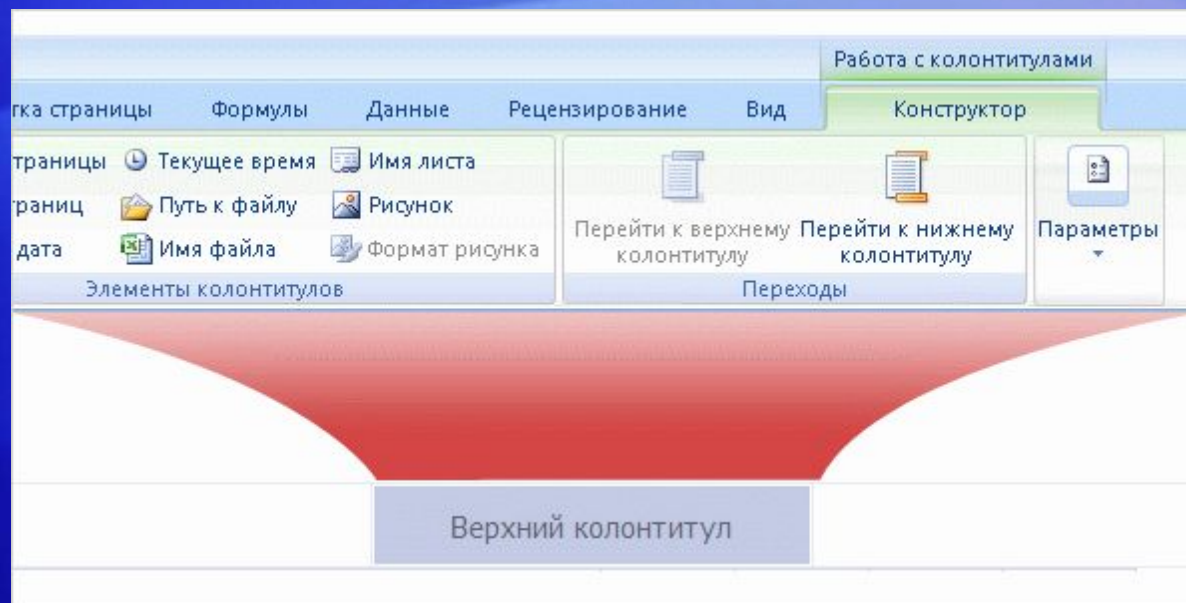 Работа с колонтитулами
тка страницы Формулы Данные Рецензирование Вид Конструктор
траницы Текущее время Имя листа
раниц Путь к файлу Рисунок
дата Имя файла Формат рисунка
Элементы колонтитулов
Перейти к верхнему
колонтитулу
Перейти к нижнему
колонтитулу
Переходы
Параметры
Верхний колонтитул